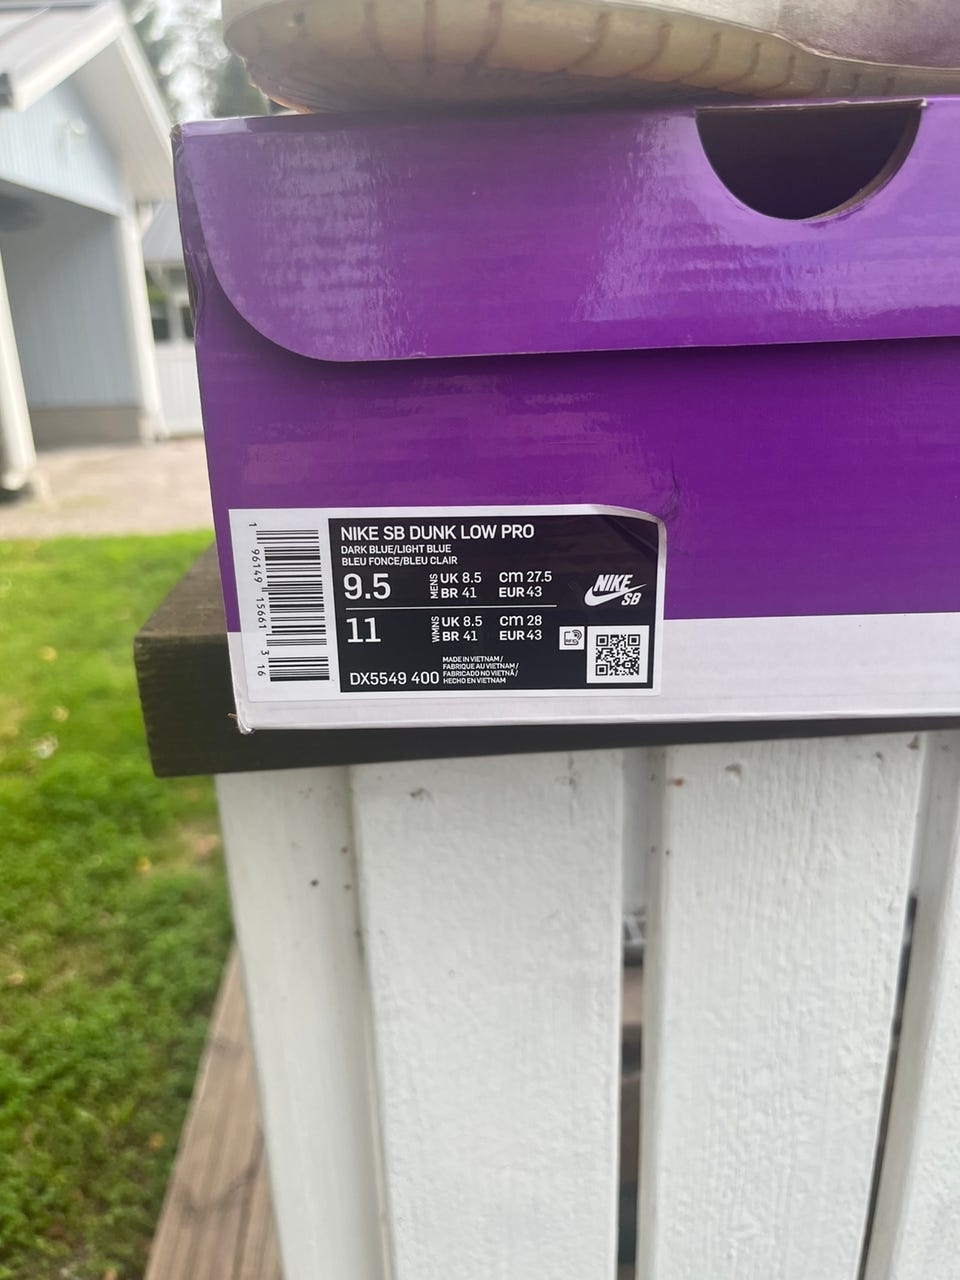 NIKE SB DUNK LOW PRO
DARK BLUE/LIGHT BLUE
BLEU FONCE/BLEU CLAIR
9.5 MENS UK 8.5 cm 27.5
BR 41 EUR 43
11 WMNS UK 8.5 cm 28
BR 41 EUR 43
DX5549 400
MADE IN VIETNAM /
FABRIQUE AU VIETNAM /
FABRICADO NO VIETNÃ /
HECHO EN VIETNAM
NIKE
SB
RFID
1 96149 15661 3 16